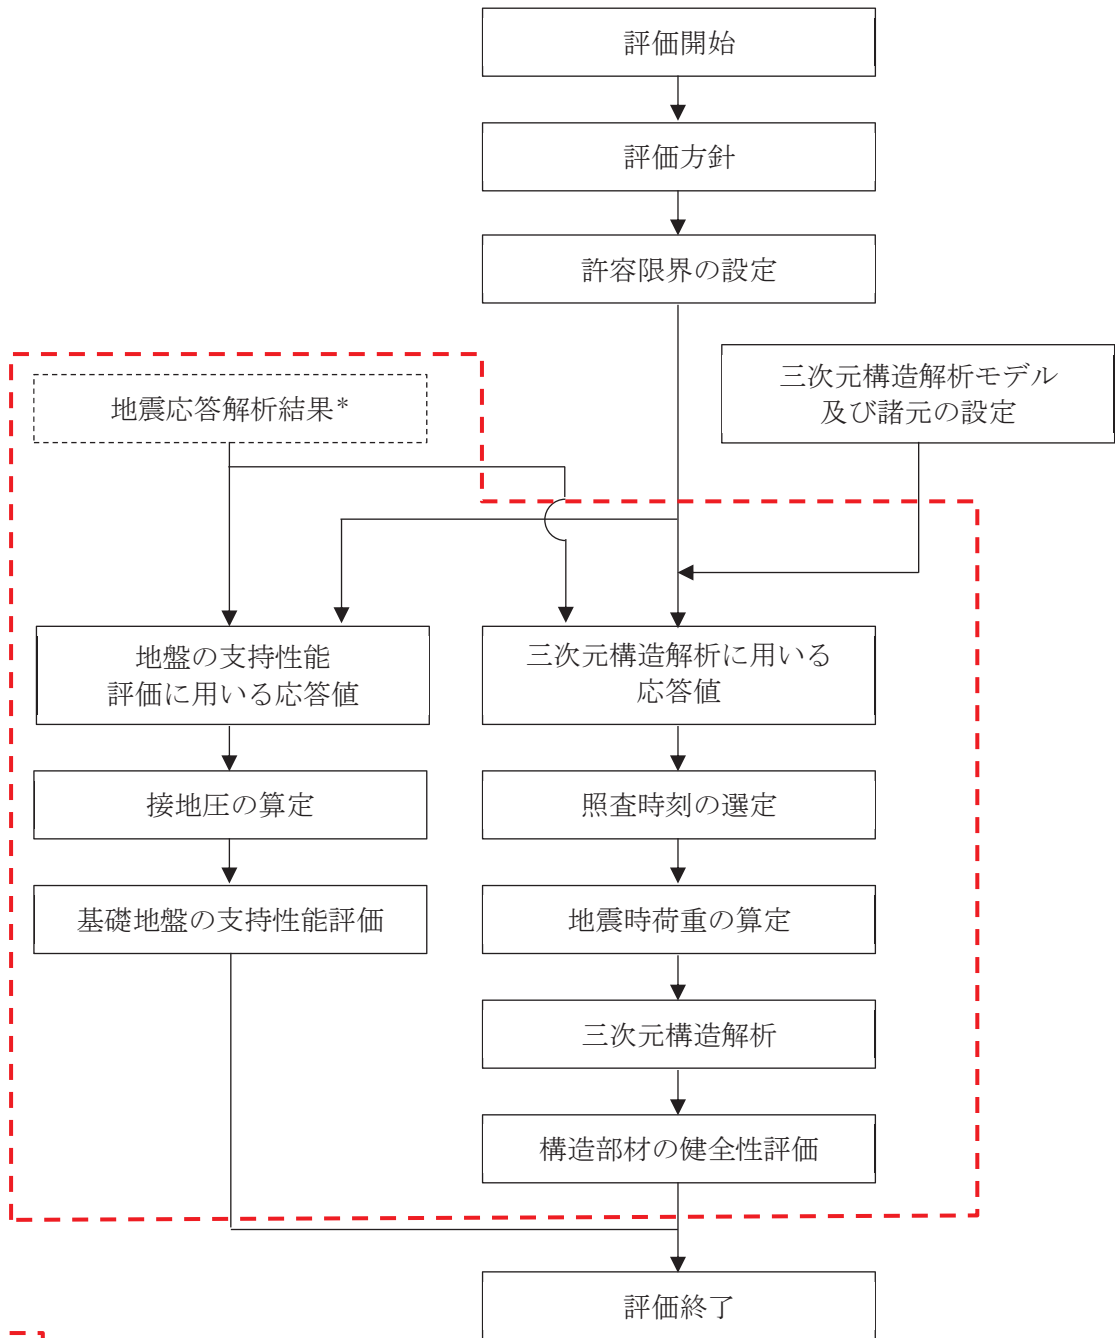 評価開始
評価方針
許容限界の設定
地震応答解析結果*
三次元構造解析モデル
及び諸元の設定
地盤の支持性能
評価に用いる応答値
三次元構造解析に用いる
応答値
接地圧の算定
照査時刻の選定
基礎地盤の支持性能評価
地震時荷重の算定
三次元構造解析
構造部材の健全性評価
評価終了